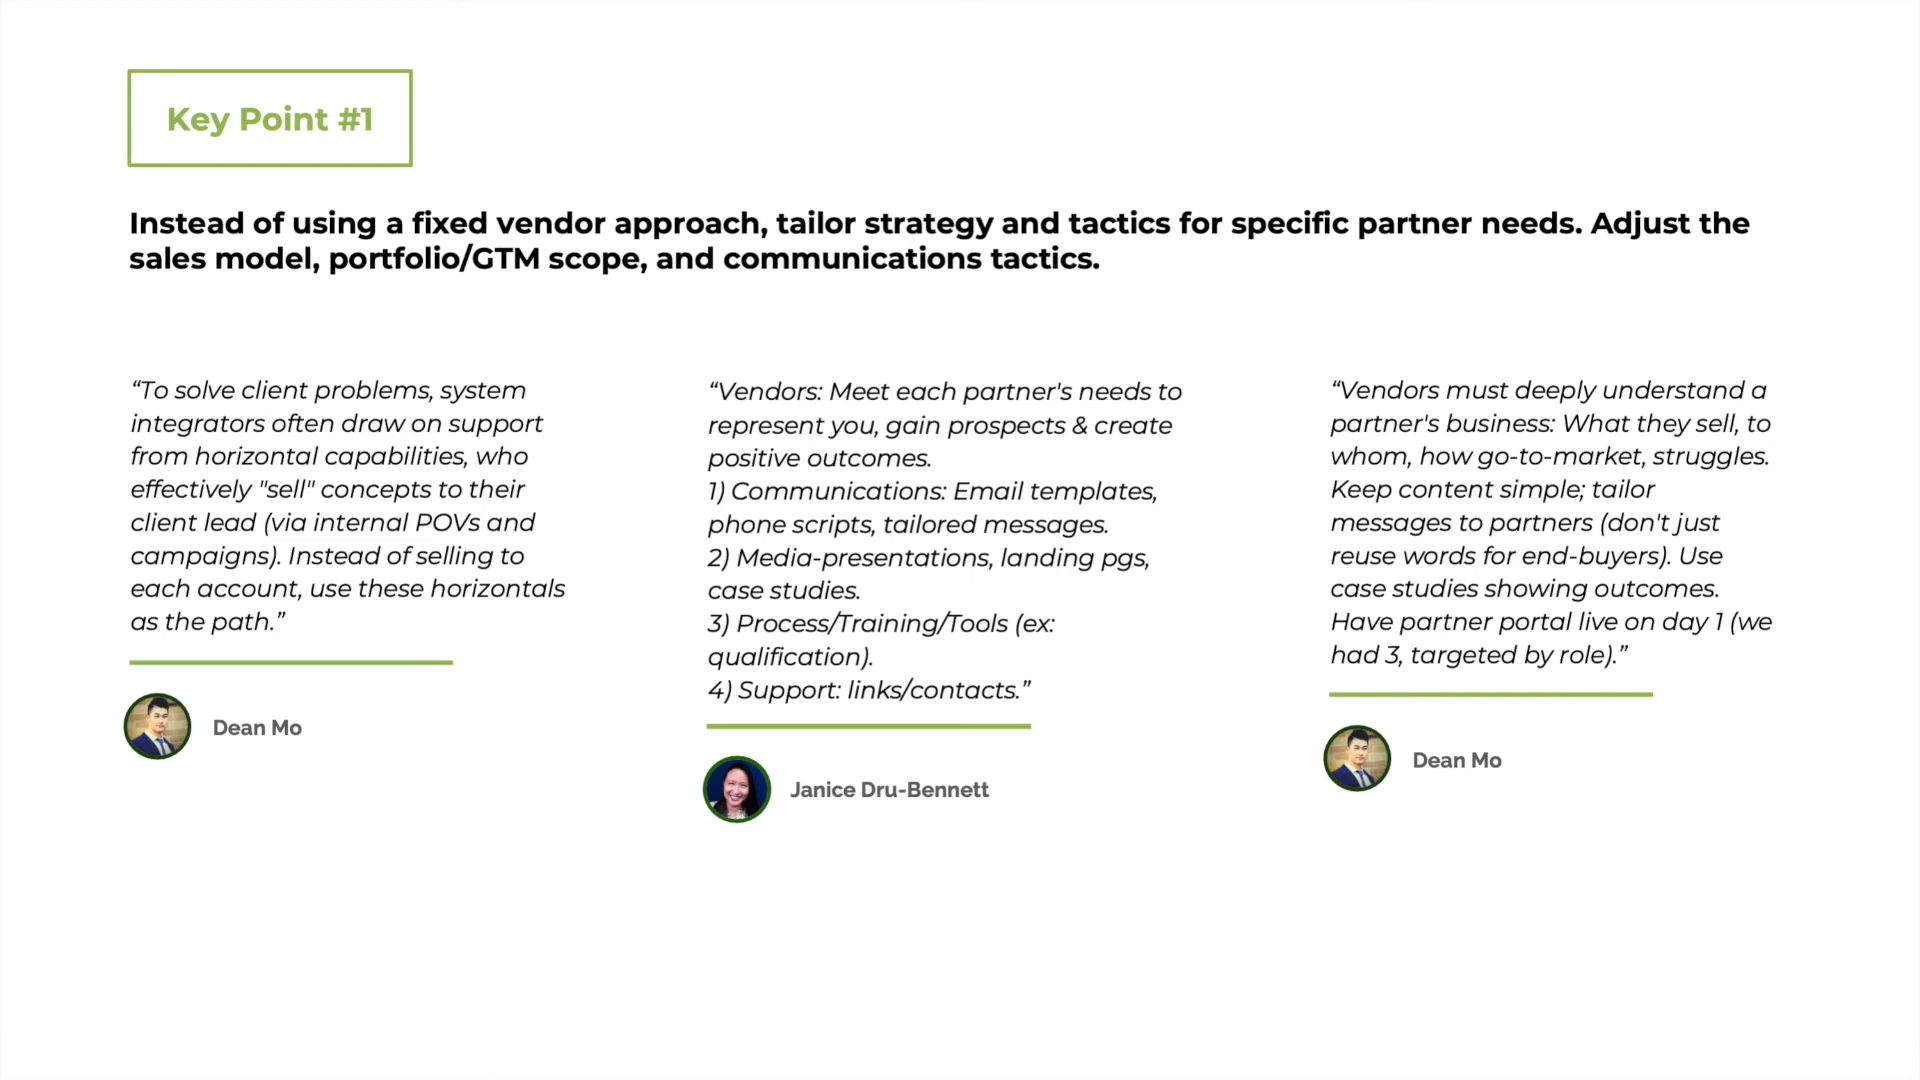 Key Point #1
Instead of using a fixed vendor approach, tailor strategy and tactics for specific partner needs. Adjust the
sales model, portfolio/GTM scope, and communications tactics.
“To solve client problems, system
integrators often draw on support
from horizontal capabilities, who
effectively "sell" concepts to their
client lead (via internal POVs and
campaigns). Instead of selling to
each account, use these horizontals
as the path.”
Dean Mo
“Vendors: Meet each partner's needs to
represent you, gain prospects & create
positive outcomes.
1) Communications: Email templates,
phone scripts, tailored messages.
2) Media-presentations, landing pgs,
case studies.
3) Process/Training/Tools (ex:
qualification).
4) Support: links/contacts.”
Janice Dru-Bennett
“Vendors must deeply understand a
partner's business: What they sell, to
whom, how go-to-market, struggles.
Keep content simple; tailor
messages to partners (don't just
reuse words for end-buyers). Use
case studies showing outcomes.
Have partner portal live on day 1 (we
had 3, targeted by role).”
Dean Mo